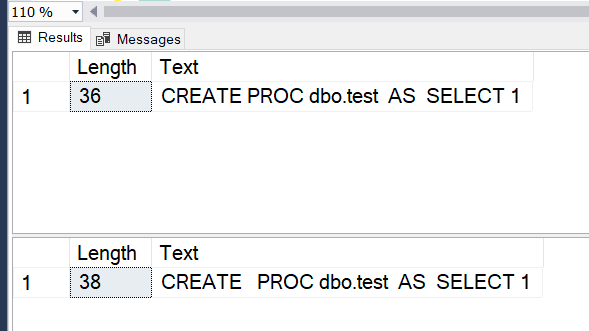 110 %
Results Messages
Length Text
1 36 CREATE PROC dbo.test  AS  SELECT 1
Length Text
1 38 CREATE   PROC dbo.test  AS  SELECT 1